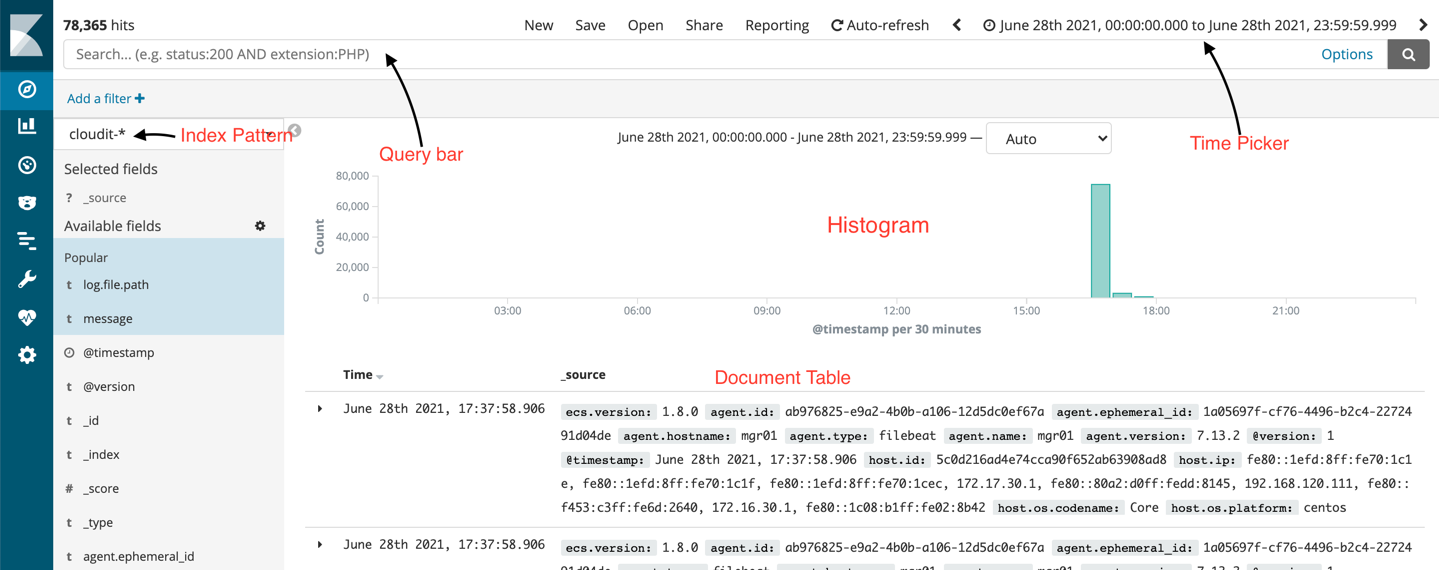 78,365 hits
New Save Open Share Reporting Auto-refresh June 28th 2021, 00:00:00.000 to June 28th 2021, 23:59:59.999
Search... (e.g. status:200 AND extension:PHP) Options
Add a filter
cloudit-*
Index Pattern
Query bar
Time Picker
June 28th 2021, 00:00:00.000 - June 28th 2021, 23:59:59.999 — Auto
Selected fields
? _source
Available fields
Popular
t log.file.path
t message
@timestamp
t @version
t _id
t _index
# _score
t _type
t agent.ephemeral_id
80,000
60,000
40,000
20,000
0
Count
Histogram
03:00 06:00 09:00 12:00 15:00 18:00 21:00
@timestamp per 30 minutes
Time _source
Document Table
June 28th 2021, 17:37:58.906 ecs.version: 1.8.0 agent.id: ab976825-e9a2-4b0b-a106-12d5dc0ef67a agent.ephemeral_id: 1a05697f-cf76-4496-b2c4-22724
91d04de agent.hostname: mgr01 agent.type: filebeat agent.name: mgr01 agent.version: 7.13.2 @version: 1
@timestamp: June 28th 2021, 17:37:58.906 host.id: 5c0d216ad4e74cca90f652ab63908ad8 host.ip: fe80::1efd:8ff:fe70:1c1
e, fe80::1efd:8ff:fe70:1c1f, fe80::1efd:8ff:fe70:1cec, 172.17.30.1, fe80::80a2:d0ff:fedd:8145, 192.168.120.111, fe80::
f453:c3ff:fe6d:2640, 172.16.30.1, fe80::1c08:b1ff:fe02:8b42 host.os.codename: Core host.os.platform: centos
June 28th 2021, 17:37:58.906 ecs.version: 1.8.0 agent.id: ab976825-e9a2-4b0b-a106-12d5dc0ef67a agent.ephemeral_id: 1a05697f-cf76-4496-b2c4-22724